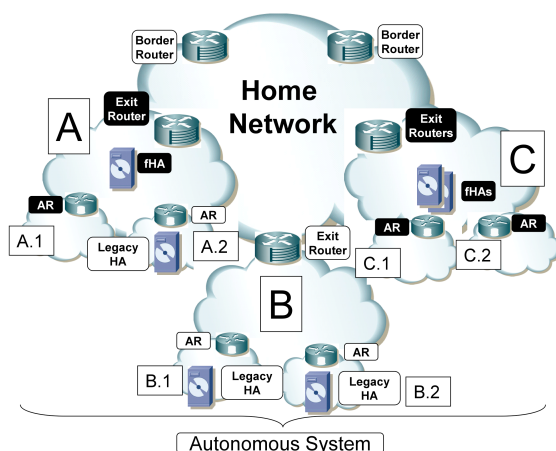 Border
Router
Border
Router
Home
Network
A
Exit
Router
Exit
Routers
C
fHA
fHAs
AR
A.1
AR
A.2
Legacy
HA
Exit
Router
AR
C.1
AR
C.2
B
AR
B.1
Legacy
HA
AR
Legacy
HA
B.2
Autonomous System